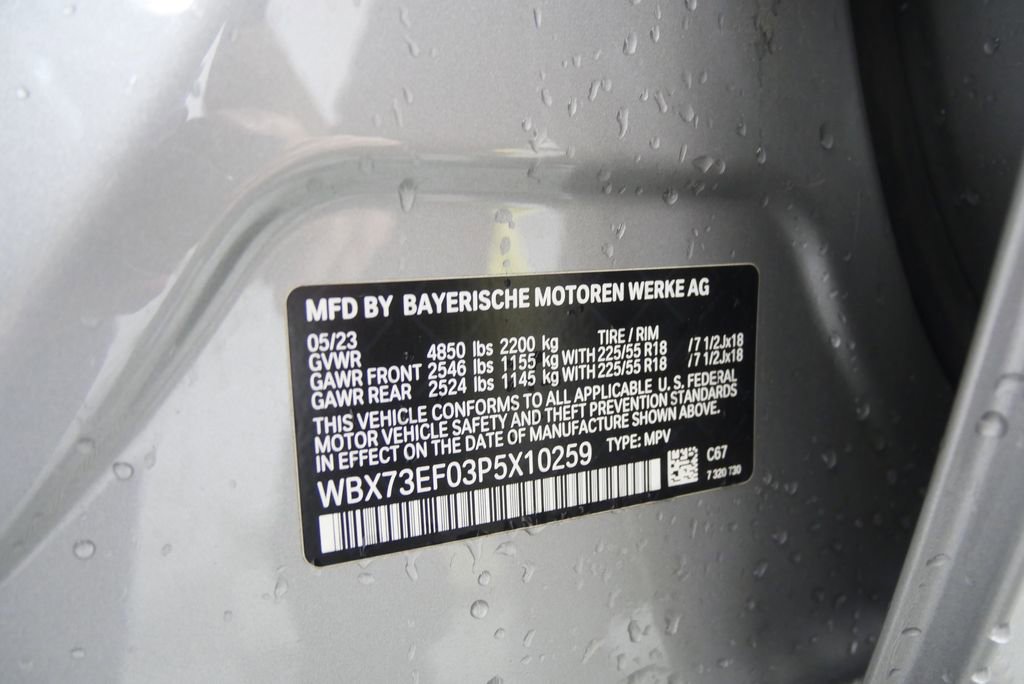 MFD BY BAYERISCHE MOTOREN WERKE AG
05/23 TIRE / RIM
GVWR 4850 lbs 2200 kg
GAWR FRONT 2546 lbs 1155 kg WITH 225/55 R18 /7 1/2Jx18
GAWR REAR 2524 lbs 1145 kg WITH 225/55 R18 /7 1/2Jx18
THIS VEHICLE CONFORMS TO ALL APPLICABLE U.S. FEDERAL
MOTOR VEHICLE SAFETY AND THEFT PREVENTION STANDARDS
IN EFFECT ON THE DATE OF MANUFACTURE SHOWN ABOVE.
WBX73EF03P5X10259 TYPE: MPV
C67
7 320 730